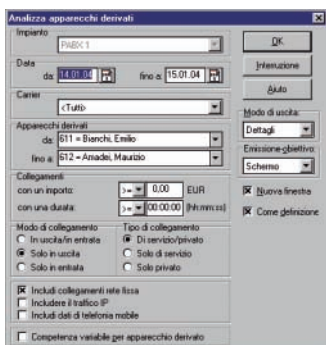 Analizza apparecchi derivati
Impianto
PABX 1
OK
Data
da: 14.01.04 fino a: 15.01.04
Interruzione
Aiuto
Carrier
<Tutti>
Modo di uscita:
Dettagli
Apparecchi derivati
da: 611 = Bianchi, Emilio
fino a: 612 = Amadei, Maurizio
Emissione-obiettivo:
Schermo
Collegamenti
con un importo: >= 0,00 EUR
con una durata: >= 00:00:00 [hh:mm:ss]
Nuova finestra
Come definizione
Modo di collegamento
In uscita/in entrata
Solo in uscita
Solo in entrata
Tipo di collegamento
Di servizio/privato
Solo di servizio
Solo privato
Includi collegamenti rete fissa
Includere il traffico IP
Includi dati di telefonia mobile
Competenza variabile per apparecchio derivato